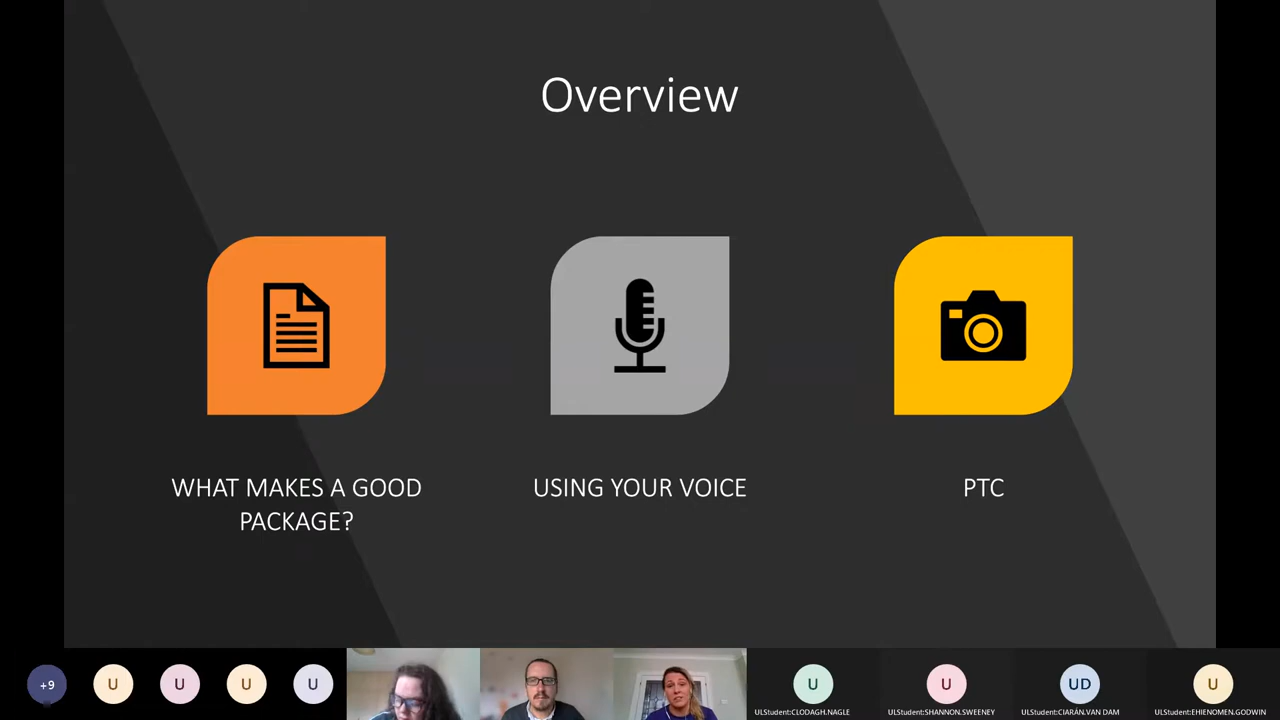 Overview
WHAT MAKES A GOOD
PACKAGE?
USING YOUR VOICE
PTC
+9
U
U
U
U
U
U
UD
U
ULStudent:CLODAGH.NAGLE
ULStudent:SHANNON.SWEENEY
ULStudent:CIARÁN.VAN DAM
ULStudent:EHIENOMEN.GODWIN